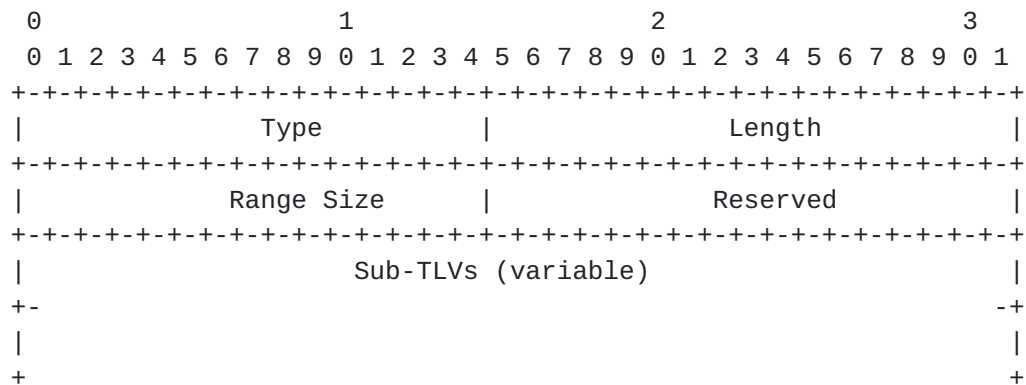 0                   1                   2                   3
 0 1 2 3 4 5 6 7 8 9 0 1 2 3 4 5 6 7 8 9 0 1 2 3 4 5 6 7 8 9 0 1
+-+-+-+-+-+-+-+-+-+-+-+-+-+-+-+-+-+-+-+-+-+-+-+-+-+-+-+-+-+-+-+-+
|               Type          |               Length            |
+-+-+-+-+-+-+-+-+-+-+-+-+-+-+-+-+-+-+-+-+-+-+-+-+-+-+-+-+-+-+-+-+
|             Range Size      |              Reserved           |
+-+-+-+-+-+-+-+-+-+-+-+-+-+-+-+-+-+-+-+-+-+-+-+-+-+-+-+-+-+-+-+-+
|                     Sub-TLVs (variable)                       |
+-                                                             -+
|                                                               |
+                                                               +